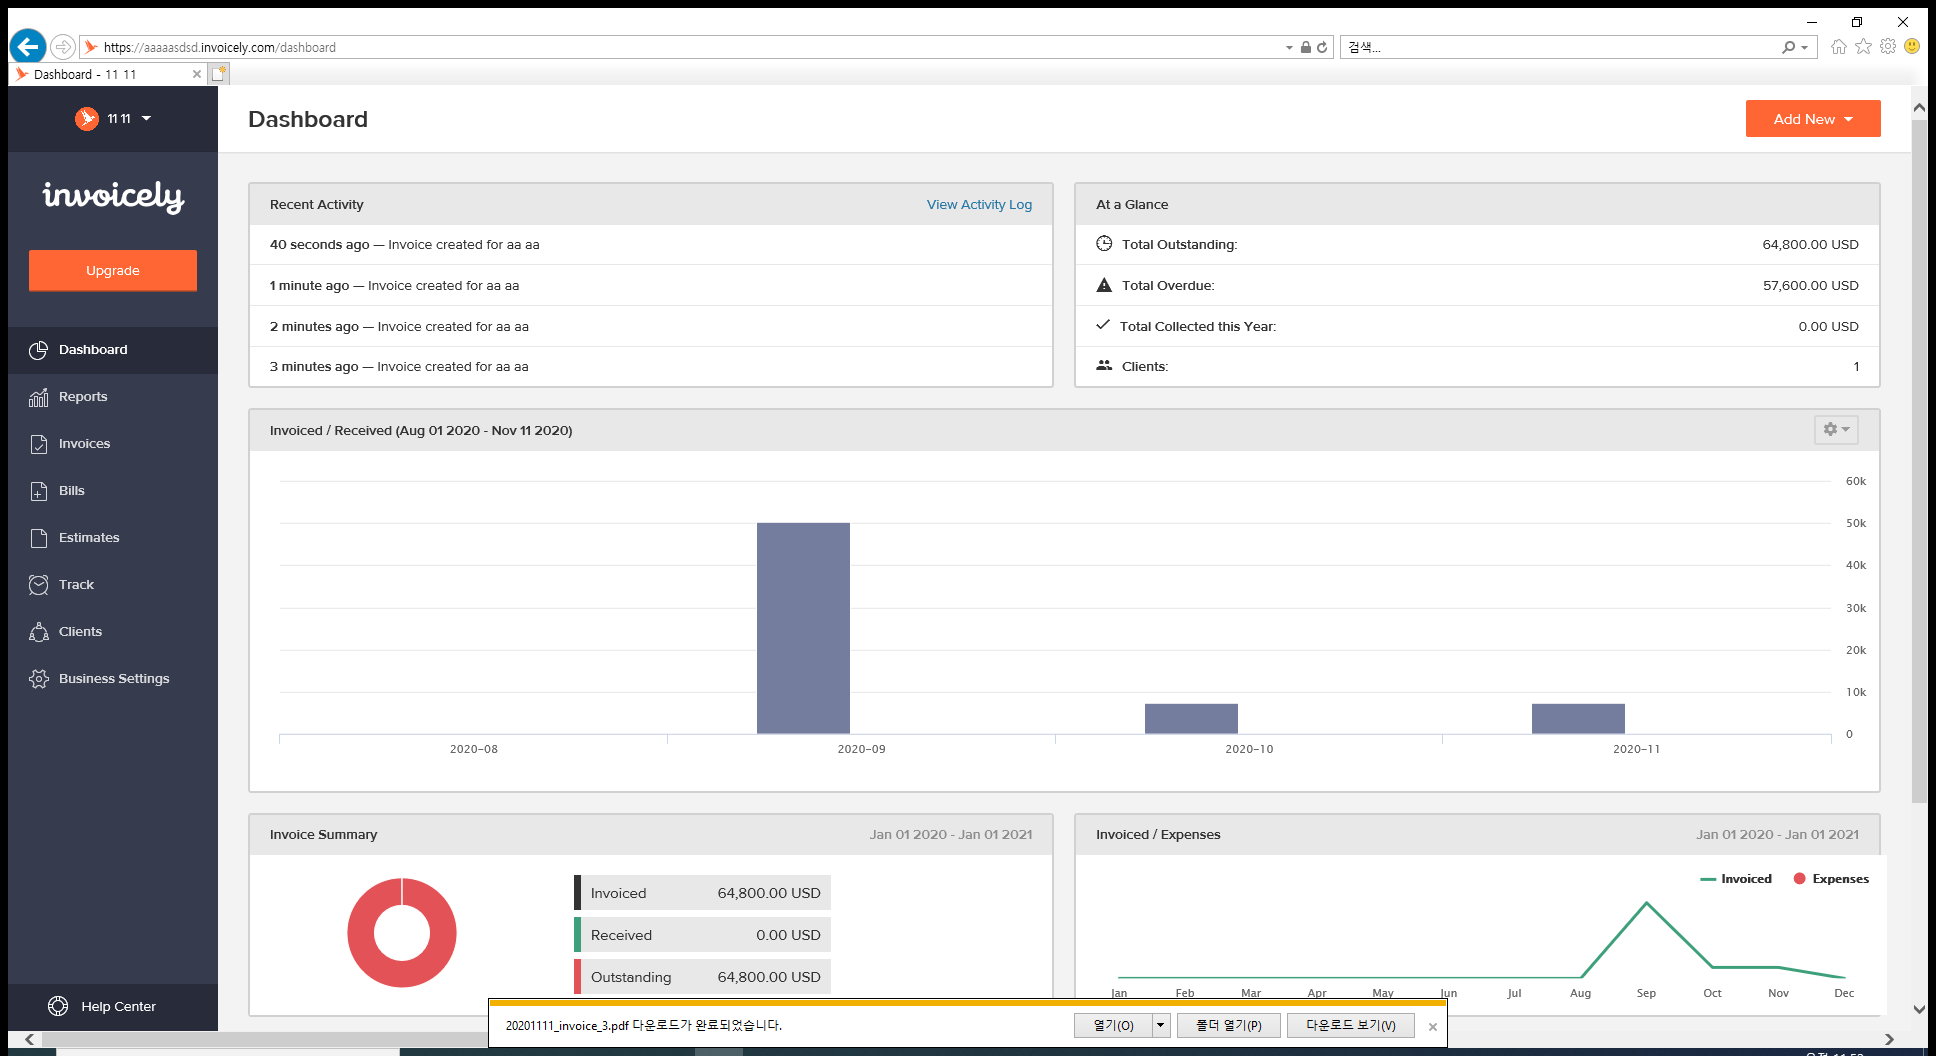 https://aaaaasdsd.invoicely.com/dashboard
검색...
Dashboard - 11 11
11 11
Dashboard
Add New
invoicely
Upgrade
Dashboard
Reports
Invoices
Bills
Estimates
Track
Clients
Business Settings
Help Center
Recent Activity
View Activity Log
40 seconds ago — Invoice created for aa aa
1 minute ago — Invoice created for aa aa
2 minutes ago — Invoice created for aa aa
3 minutes ago — Invoice created for aa aa
At a Glance
Total Outstanding: 64,800.00 USD
Total Overdue: 57,600.00 USD
Total Collected this Year: 0.00 USD
Clients: 1
Invoiced / Received (Aug 01 2020 - Nov 11 2020)
60k
50k
40k
30k
20k
10k
0
2020-08 2020-09 2020-10 2020-11
Invoice Summary
Jan 01 2020 - Jan 01 2021
Invoiced 64,800.00 USD
Received 0.00 USD
Outstanding 64,800.00 USD
Invoiced / Expenses
Jan 01 2020 - Jan 01 2021
Invoiced Expenses
Jan Feb Mar Apr May Jun Jul Aug Sep Oct Nov Dec
20201111_invoice_3.pdf 다운로드가 완료되었습니다.
열기(O)
폴더 열기(P)
다운로드 보기(V)